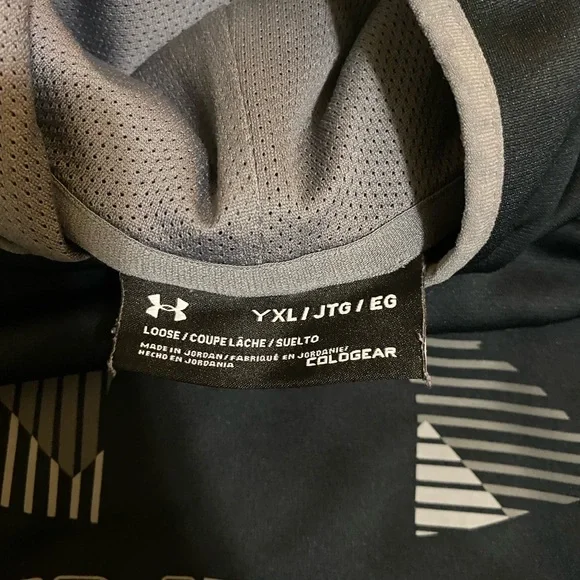 YXL / JTG / EG
LOOSE / COUPE LÂCHE / SUELTO
MADE IN JORDAN / FABRIQUÉ EN JORDANIE /
HECHO EN JORDANIA
COLDGEAR